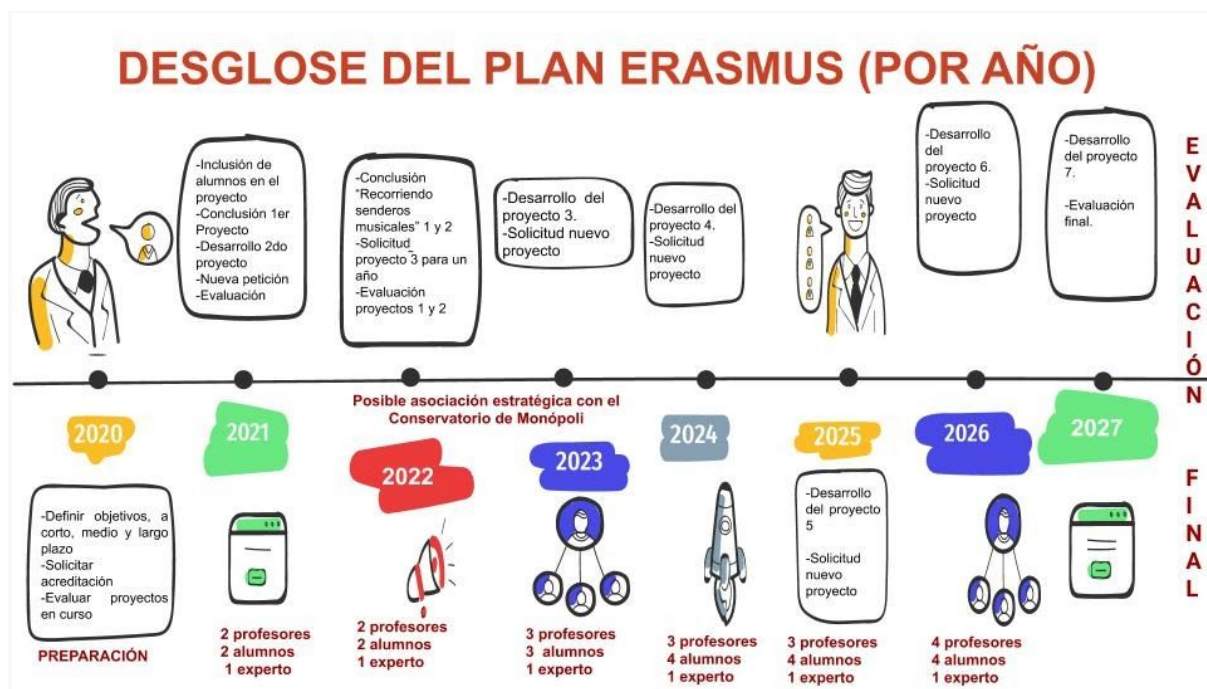 DESGLOSE DEL PLAN ERASMUS (POR AÑO)
-Inclusión de
alumnos en el
proyecto
-Conclusión 1er
Proyecto
-Desarrollo 2do
proyecto
-Nueva petición
-Evaluación
-Conclusión
"Recorriendo
senderos
musicales" 1 y 2
-Solicitud
proyecto 3 para un
año
-Evaluación
proyectos 1 y 2
-Desarrollo del
proyecto 3.
-Solicitud nuevo
proyecto
-Desarrollo del
proyecto 4.
-Solicitud
nuevo
proyecto
-Desarrollo
del
proyecto 6.
-Solicitud
nuevo
proyecto
-Desarrollo
del proyecto
7.
-Evaluación
final.
EVALUACIÓN
Posible asociación estratégica con el
Conservatorio de Monópoli
2020
2021
2022
2023
2024
2025
2026
2027
-Definir objetivos, a
corto, medio y largo
plazo
-Solicitar
acreditación
-Evaluar proyectos
en curso
PREPARACIÓN
2 profesores
2 alumnos
1 experto
2 profesores
2 alumnos
1 experto
3 profesores
3 alumnos
1 experto
3 profesores
4 alumnos
1 experto
-Desarrollo
del proyecto
5
-Solicitud
nuevo
proyecto
3 profesores
4 alumnos
1 experto
4 profesores
4 alumnos
1 experto
FINAL